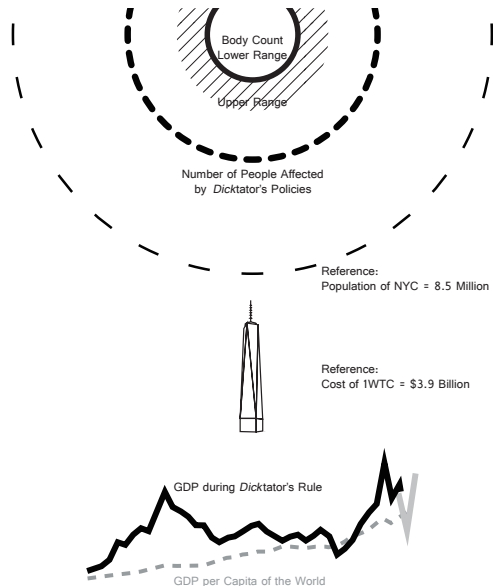 Body Count
Lower Range
Upper Range
Number of People Affected
by Dicktator's Policies
Reference:
Population of NYC = 8.5 Million
Reference:
Cost of 1WTC = $3.9 Billion
GDP during Dicktator's Rule
GDP per Capita of the World